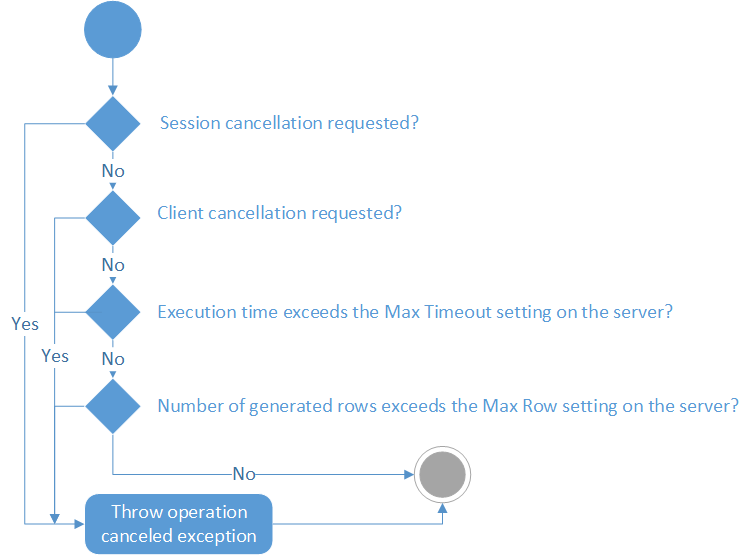 Session cancellation requested?
No
Client cancellation requested?
No
Execution time exceeds the Max Timeout setting on the server?
Yes
Yes
No
Number of generated rows exceeds the Max Row setting on the server?
No
Throw operation
canceled exception